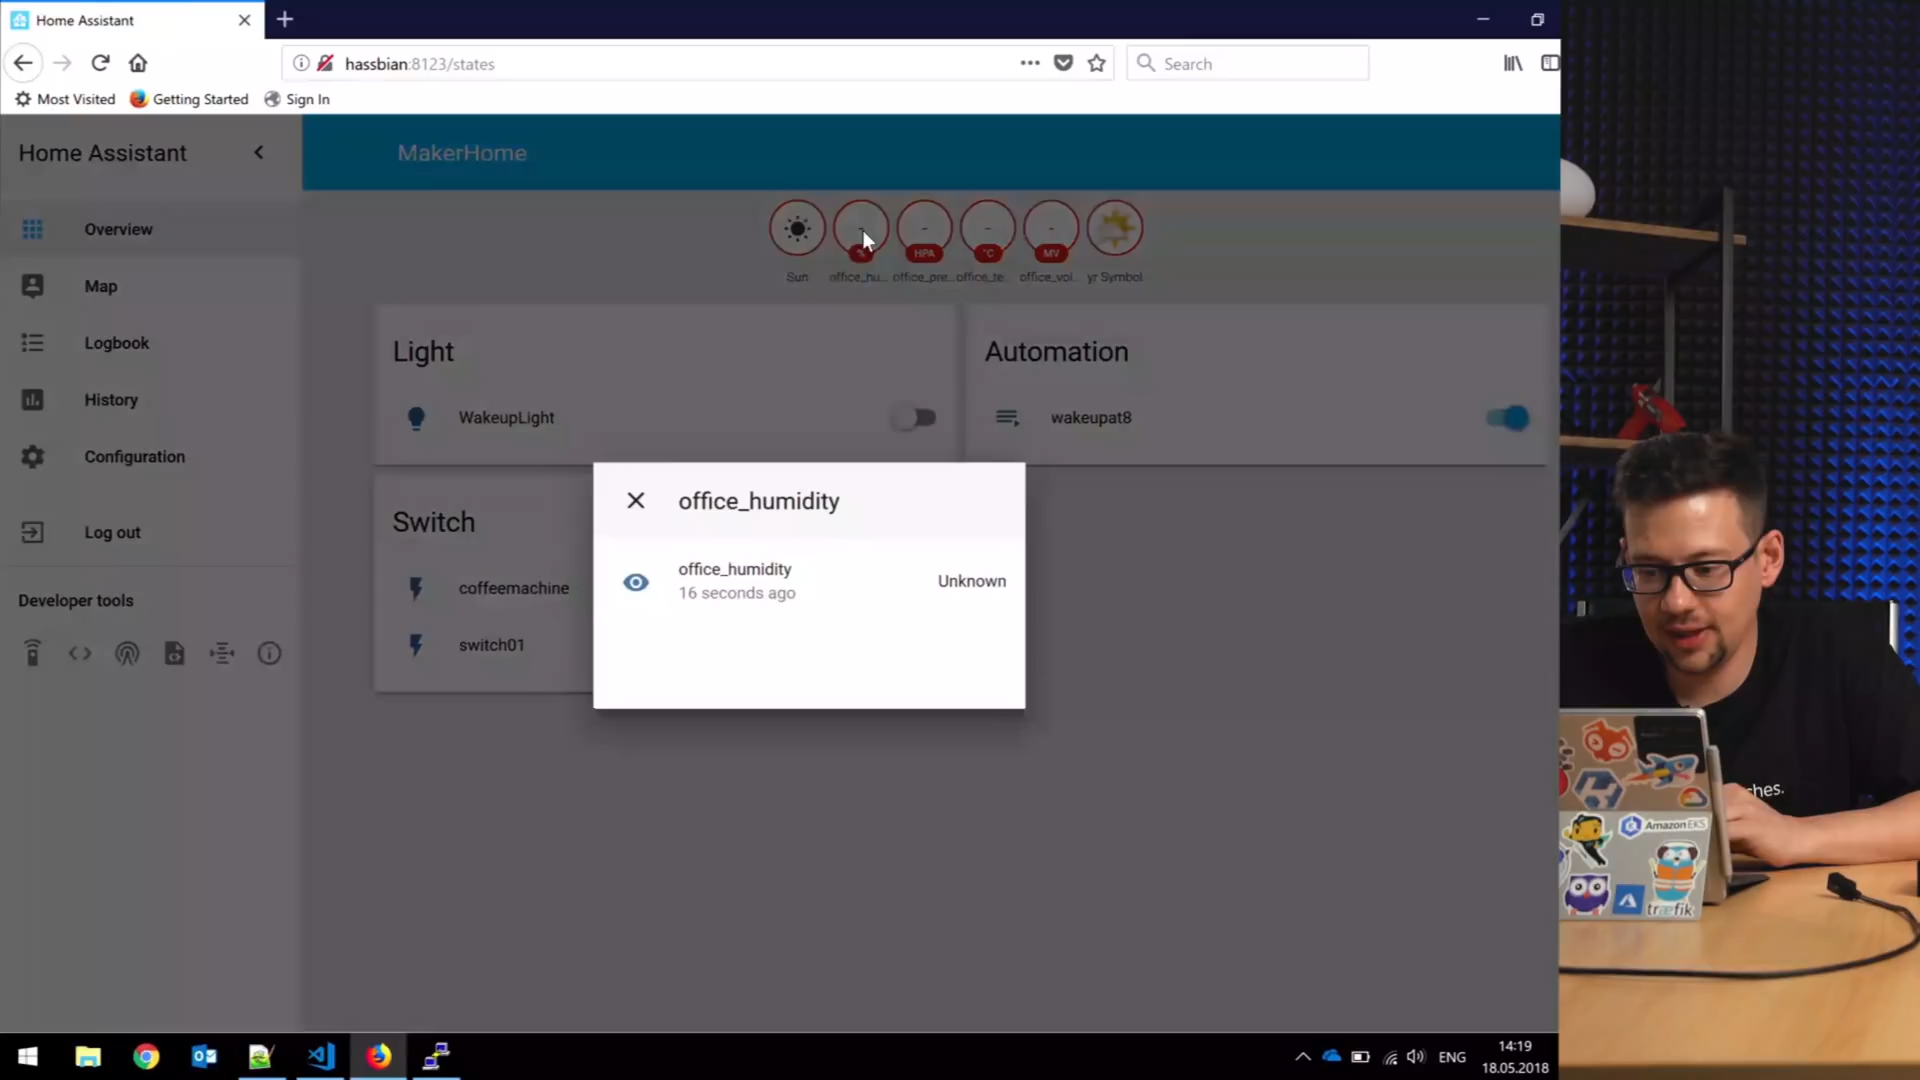 Home Assistant
hassbian:8123/states
Search
Most Visited
Getting Started
Sign In
Home Assistant
MakerHome
Overview
Map
Logbook
History
Configuration
Log out
Developer tools
%
HPA
°C
MV
Sun
office_hu...
office_pre...
office_te...
office_vol...
yr Symbol
Light
WakeupLight
Automation
wakeupat8
Switch
coffeemachine
switch01
office_humidity
office_humidity
16 seconds ago
Unknown
ches.
Amazon EKS
træfik
ENG
14:19
18.05.2018